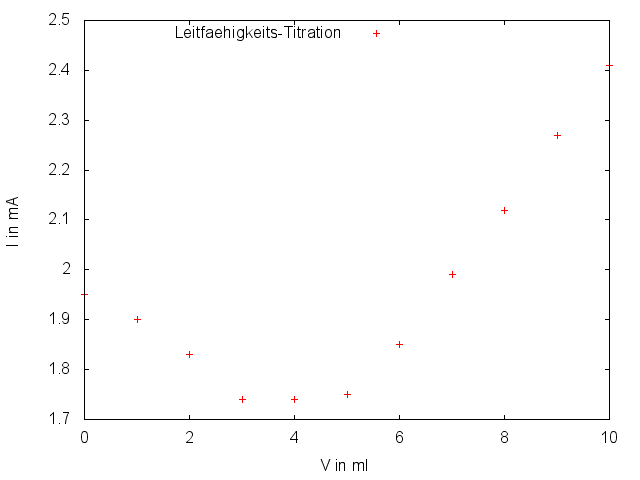 Leitfaehigkeits-Titration
2.5
2.4
2.3
2.2
2.1
2
1.9
1.8
1.7
I in mA
0 2 4 6 8 10
V in ml